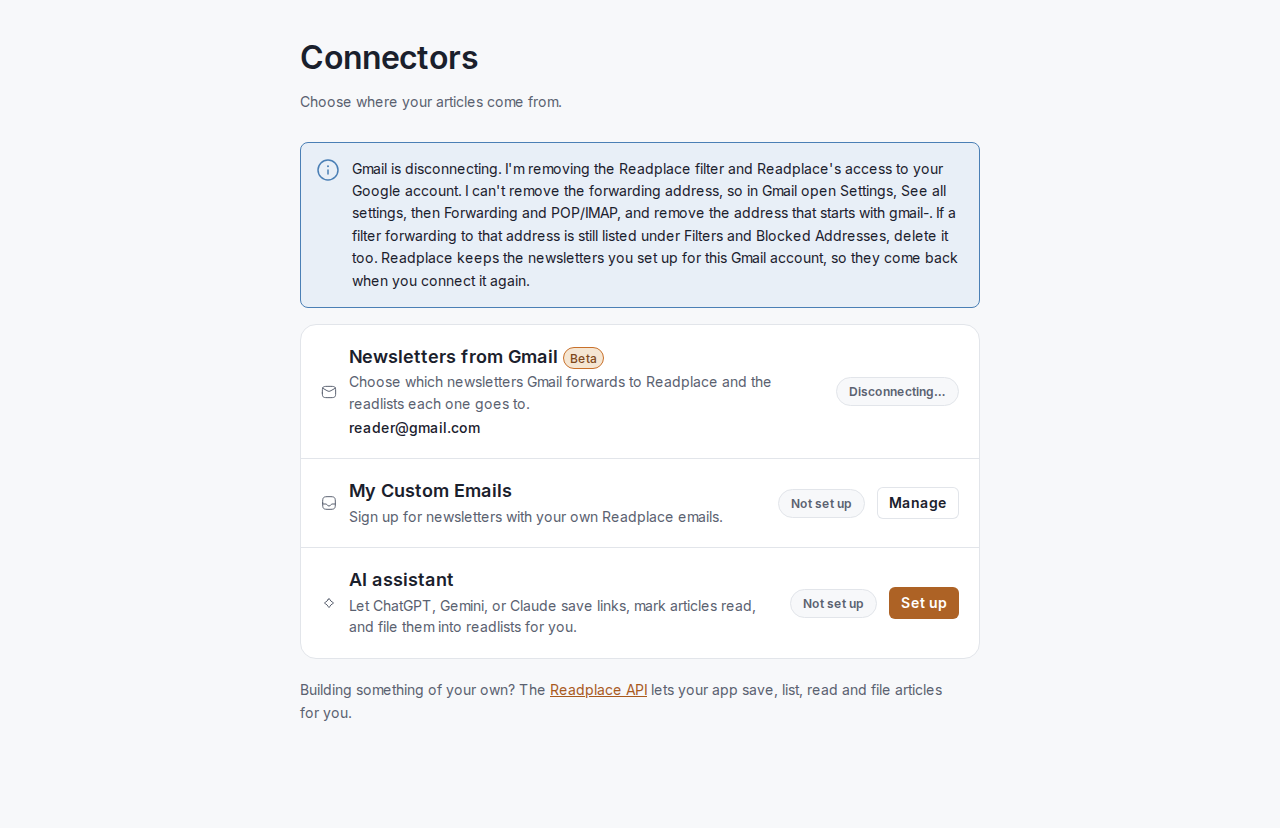 Connectors
Choose where your articles come from.
Gmail is disconnecting. I'm removing the Readplace filter and Readplace's access to your
Google account. I can't remove the forwarding address, so in Gmail open Settings, See all
settings, then Forwarding and POP/IMAP, and remove the address that starts with gmail-. If a
filter forwarding to that address is still listed under Filters and Blocked Addresses, delete it
too. Readplace keeps the newsletters you set up for this Gmail account, so they come back
when you connect it again.
Newsletters from Gmail Beta
Choose which newsletters Gmail forwards to Readplace and the
readlists each one goes to.
reader@gmail.com
Disconnecting...
My Custom Emails
Sign up for newsletters with your own Readplace emails.
Not set up Manage
AI assistant
Let ChatGPT, Gemini, or Claude save links, mark articles read,
and file them into readlists for you.
Not set up Set up
Building something of your own? The Readplace API lets your app save, list, read and file articles
for you.